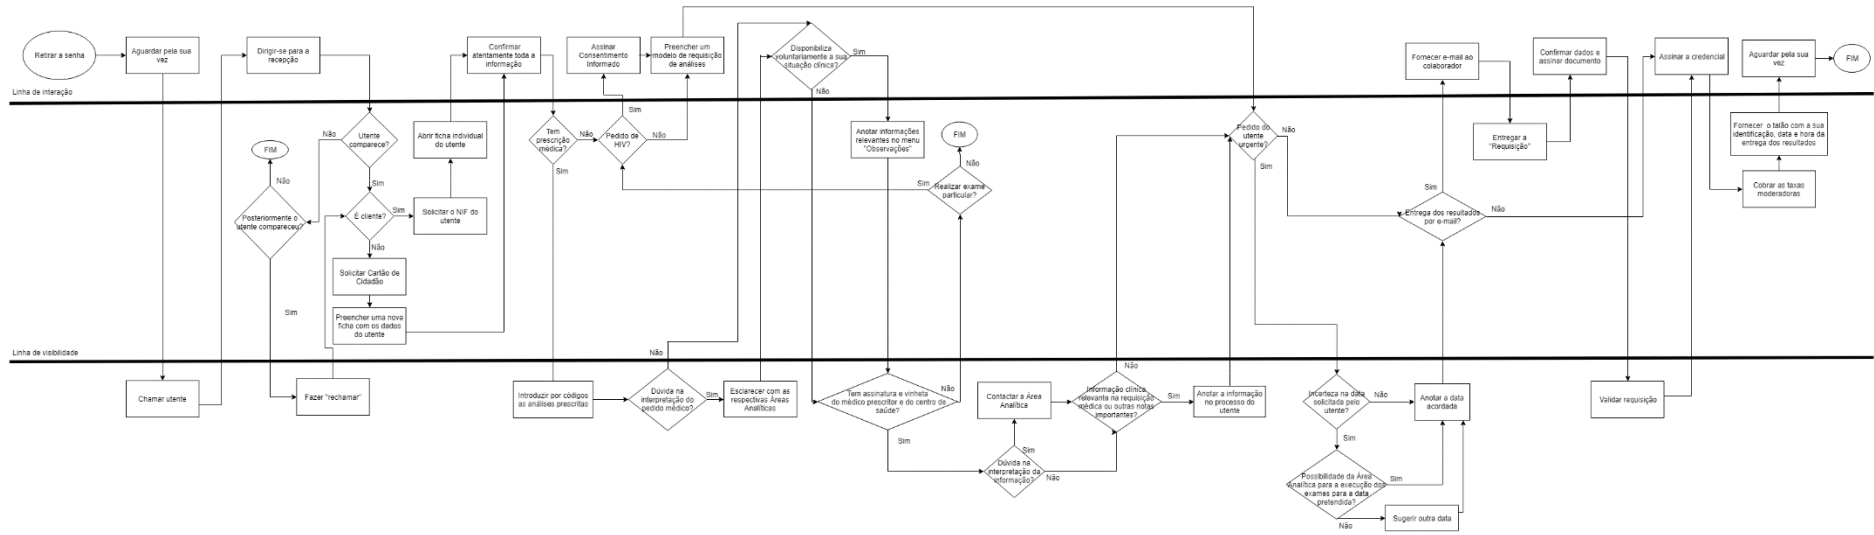 Retirar a senha
Aguardar pela sua
vez
Dirigir-se para a
recepção
Confirmar
atentamente toda a
informação
Assinar
Consentimento
Informado
Preencher um
modelo de requisição
de análises
Disponibiliza
voluntariamente a sua
situação clínica?
Sim
Não
Fornecer e-mail ao
colaborador
Confirmar dados e
assinar documento
Assinar a credencial
Aguardar pela sua
vez
FIM
Linha de interação
Utente
comparece?
Não
Sim
FIM
Não
Posteriormente o
utente compareceu?
Sim
É cliente?
Sim
Não
Abrir ficha individual
do utente
Solicitar o NIF do
utente
Solicitar Cartão de
Cidadão
Preencher uma nova
ficha com os dados
do utente
Tem
prescrição
médica?
Não
Sim
Pedido de
HIV?
Sim
Não
Anotar informações
relevantes no menu
"Observações"
FIM
Não
Realizar exame
particular?
Sim
Pedido do
utente
urgente?
Não
Sim
Entregar a
"Requisição"
Sim
Entrega dos resultados
por e-mail?
Não
Fornecer o talão com a sua
identificação, data e hora da
entrega dos resultados
Cobrar as taxas
moderadoras
Linha de visibilidade
Chamar utente
Fazer "rechamar"
Introduzir por códigos
as análises prescritas
Não
Dúvida na
interpretação do
pedido médico?
Sim
Esclarecer com as
respectivas Áreas
Analíticas
Tem assinatura e vinheta
do médico prescritor e do centro de
saúde?
Não
Sim
Contactar a Área
Analítica
Sim
Dúvida na
interpretação da
informação?
Não
Não
Informação clínica
relevante na requisição
médica ou outras notas
importantes?
Sim
Anotar a informação
no processo do
utente
Incerteza na data
solicitada pelo
utente?
Não
Sim
Anotar a data
acordada
Possibilidade da Área
Analítica para a execução dos
exames para a data
pretendida?
Sim
Não
Sugerir outra data
Validar requisição